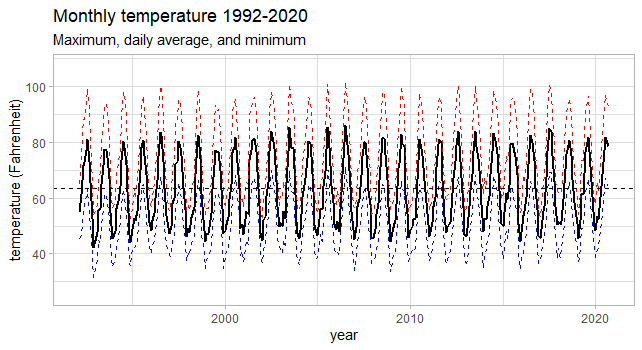 Monthly temperature 1992-2020
Maximum, daily average, and minimum
temperature (Fahrenheit)
100
80
60
40
2000
2010
2020
year